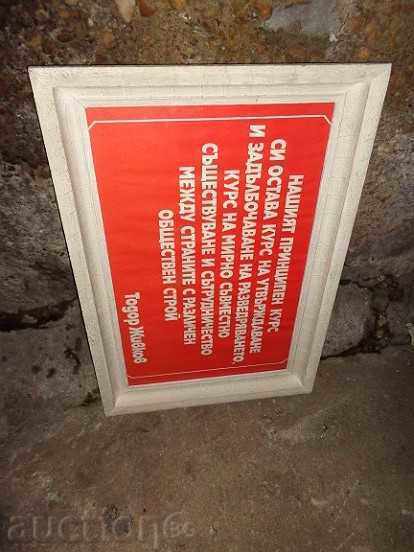 НАШИЯТ ПРИНЦИПЕН КУРС
СИ ОСТАВА КУРС НА УТВЪРЖДАВАНЕ
И ЗАДЪЛБОЧАВАНЕ НА РАЗВЕДРЯВАНЕТО,
КУРС НА МИРНО СЪВМЕСТНО
СЪЩЕСТВУВАНЕ И СЪТРУДНИЧЕСТВО
МЕЖДУ СТРАНИТЕ С РАЗЛИЧЕН
ОБЩЕСТВЕН СТРОЙ
Тодор Живков
auction.BG